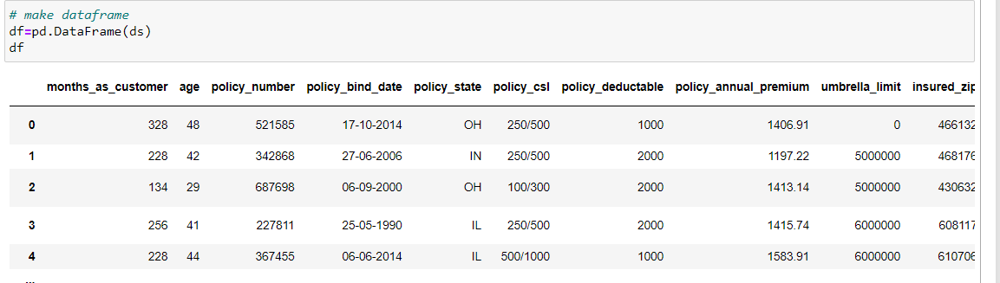 # make dataframe
df=pd.DataFrame(ds)
df
months_as_customer age policy_number policy_bind_date policy_state policy_csl policy_deductable policy_annual_premium umbrella_limit insured_zip
0 328 48 521585 17-10-2014 OH 250/500 1000 1406.91 0 466132
1 228 42 342868 27-06-2006 IN 250/500 2000 1197.22 5000000 468176
2 134 29 687698 06-09-2000 OH 100/300 2000 1413.14 5000000 430632
3 256 41 227811 25-05-1990 IL 250/500 2000 1415.74 6000000 608117
4 228 44 367455 06-06-2014 IL 500/1000 1000 1583.91 6000000 610706
...